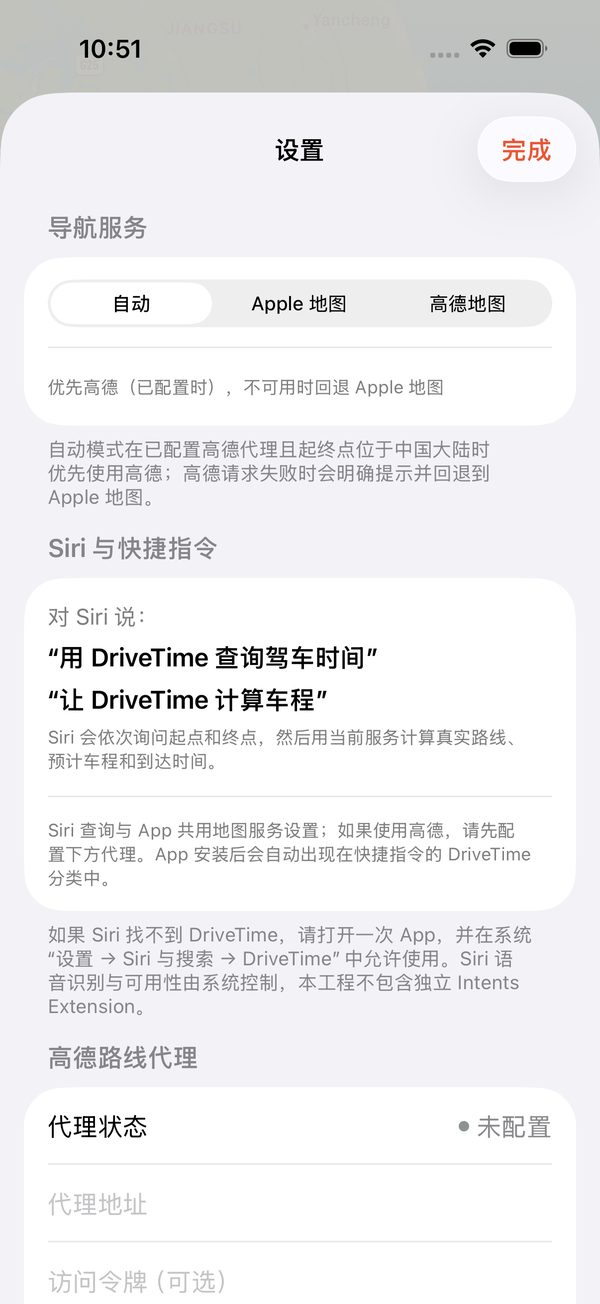 JIANGSU
Yancheng
10:51
设置
完成
导航服务
自动
Apple 地图
高德地图
优先高德（已配置时），不可用时回退 Apple 地图
自动模式在已配置高德代理且起终点位于中国大陆时
优先使用高德；高德请求失败时会明确提示并回退到
Apple 地图。
Siri 与快捷指令
对 Siri 说：
“用 DriveTime 查询驾车时间”
“让 DriveTime 计算车程”
Siri 会依次询问起点和终点，然后用当前服务计算真实路线、
预计车程和到达时间。
Siri 查询与 App 共用地图服务设置；如果使用高德，请先配
置下方代理。App 安装后会自动出现在快捷指令的 DriveTime
分类中。
如果 Siri 找不到 DriveTime，请打开一次 App，并在系统
“设置 → Siri 与搜索 → DriveTime” 中允许使用。Siri 语
音识别与可用性由系统控制，本工程不包含独立 Intents
Extension。
高德路线代理
代理状态
未配置
代理地址
访问令牌（可选）